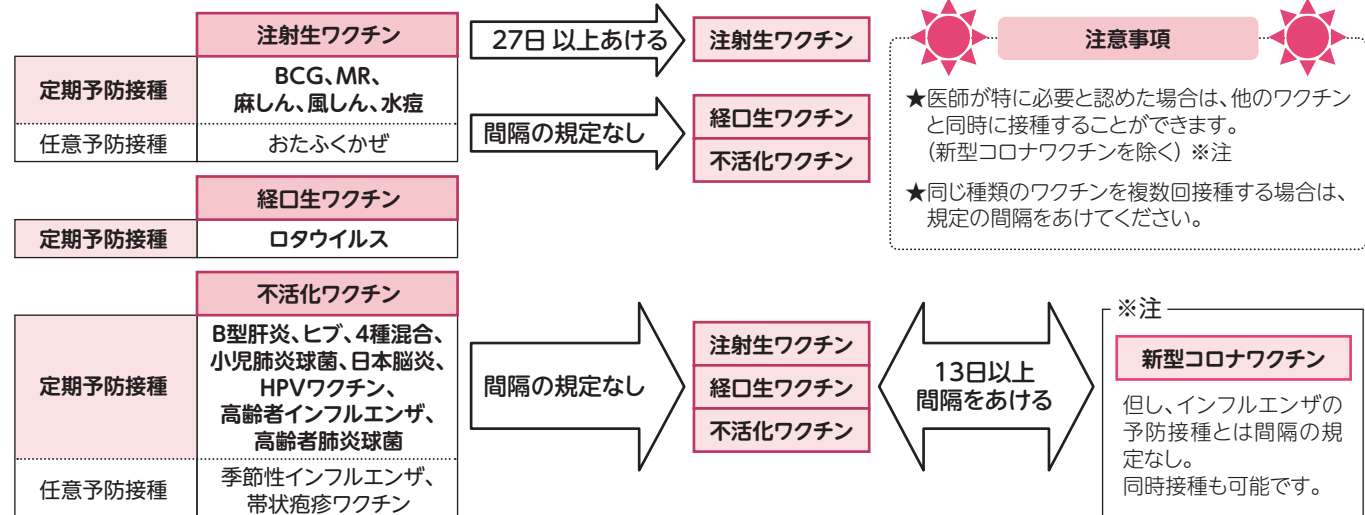 注射生ワクチン
定期予防接種
BCG、MR、
麻しん、風しん、水痘
任意予防接種
おたふくかぜ
27日 以上あける
注射生ワクチン
間隔の規定なし
経口生ワクチン
不活化ワクチン
注意事項
★医師が特に必要と認めた場合は、他のワクチン
と同時に接種することができます。
(新型コロナワクチンを除く) ※注
★同じ種類のワクチンを複数回接種する場合は、
規定の間隔をあけてください。
経口生ワクチン
定期予防接種
ロタウイルス
不活化ワクチン
定期予防接種
B型肝炎、ヒブ、4種混合、
小児肺炎球菌、日本脳炎、
HPVワクチン、
高齢者インフルエンザ、
高齢者肺炎球菌
任意予防接種
季節性インフルエンザ、
帯状疱疹ワクチン
間隔の規定なし
注射生ワクチン
経口生ワクチン
不活化ワクチン
13日以上
間隔をあける
※注
新型コロナワクチン
但し、インフルエンザの
予防接種とは間隔の規
定なし。
同時接種も可能です。